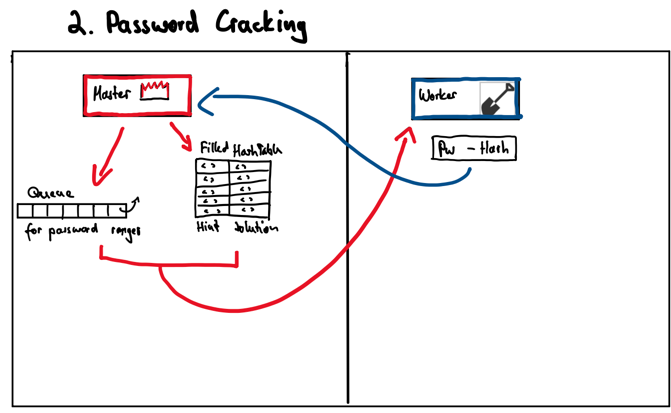 2. Password Cracking
Master
Worker
Pw - Hash
Filled HashTable
< > < >
< > < >
< > < >
< > < >
< > < >
Hint Solution
Queue
for password ranges